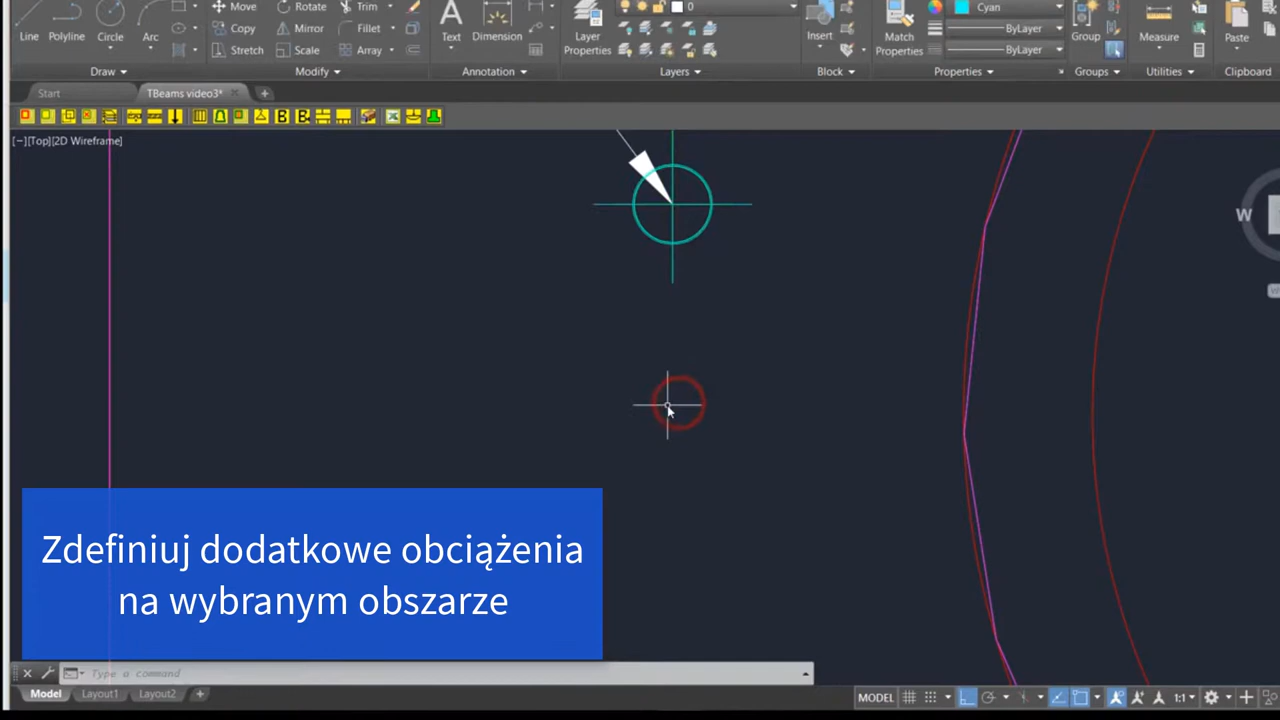 Line Polyline Circle Arc
Rotate Trim
Copy Mirror Fillet
Stretch Scale Array
Text Dimension
Layer Properties
0
Insert
Match Properties
Cyan
ByLayer
ByLayer
Group
Measure
Paste
Draw Modify Annotation Layers Block Properties Groups Utilities Clipboard
Start TBeams video3* +
B B
[−][Top][2D Wireframe]
W
Zdefiniuj dodatkowe obciążenia
na wybranym obszarze
Type a command
Model Layout1 Layout2 +
MODEL 1:1